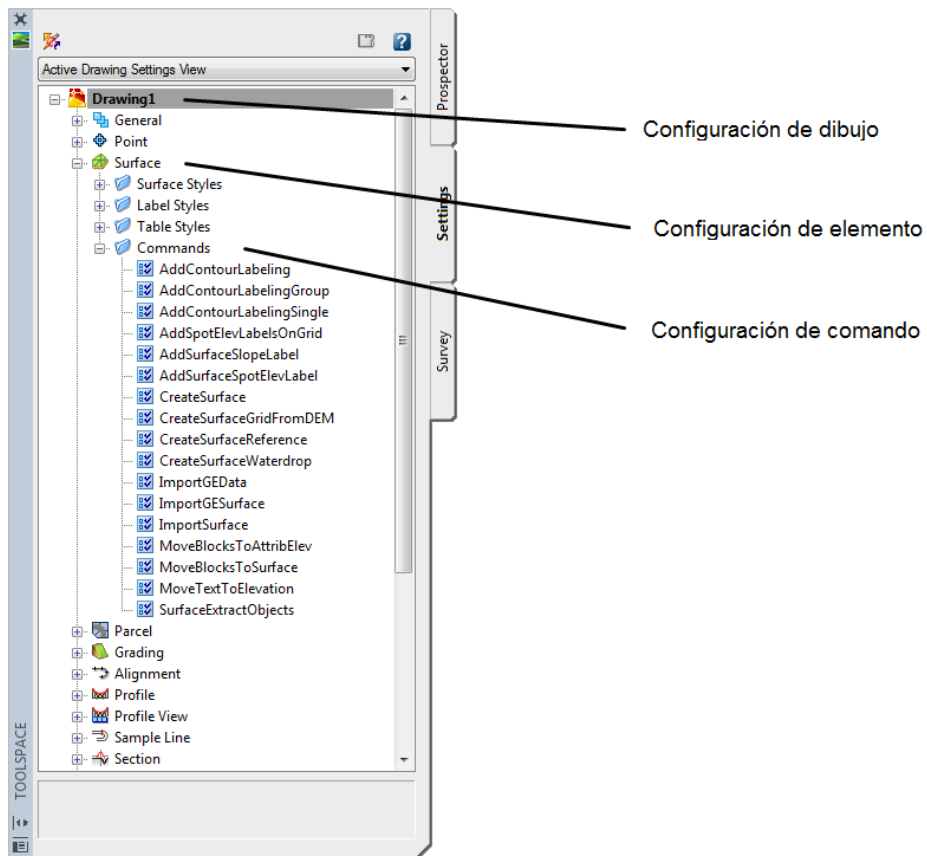 Active Drawing Settings View
Drawing1
General
Point
Surface
Surface Styles
Label Styles
Table Styles
Commands
AddContourLabeling
AddContourLabelingGroup
AddContourLabelingSingle
AddSpotElevLabelsOnGrid
AddSurfaceSlopeLabel
AddSurfaceSpotElevLabel
CreateSurface
CreateSurfaceGridFromDEM
CreateSurfaceReference
CreateSurfaceWaterdrop
ImportGEData
ImportGESurface
ImportSurface
MoveBlocksToAttribElev
MoveBlocksToSurface
MoveTextToElevation
SurfaceExtractObjects
Parcel
Grading
Alignment
Profile
Profile View
Sample Line
Section
TOOLSPACE
Prospector
Settings
Survey
Configuración de dibujo
Configuración de elemento
Configuración de comando